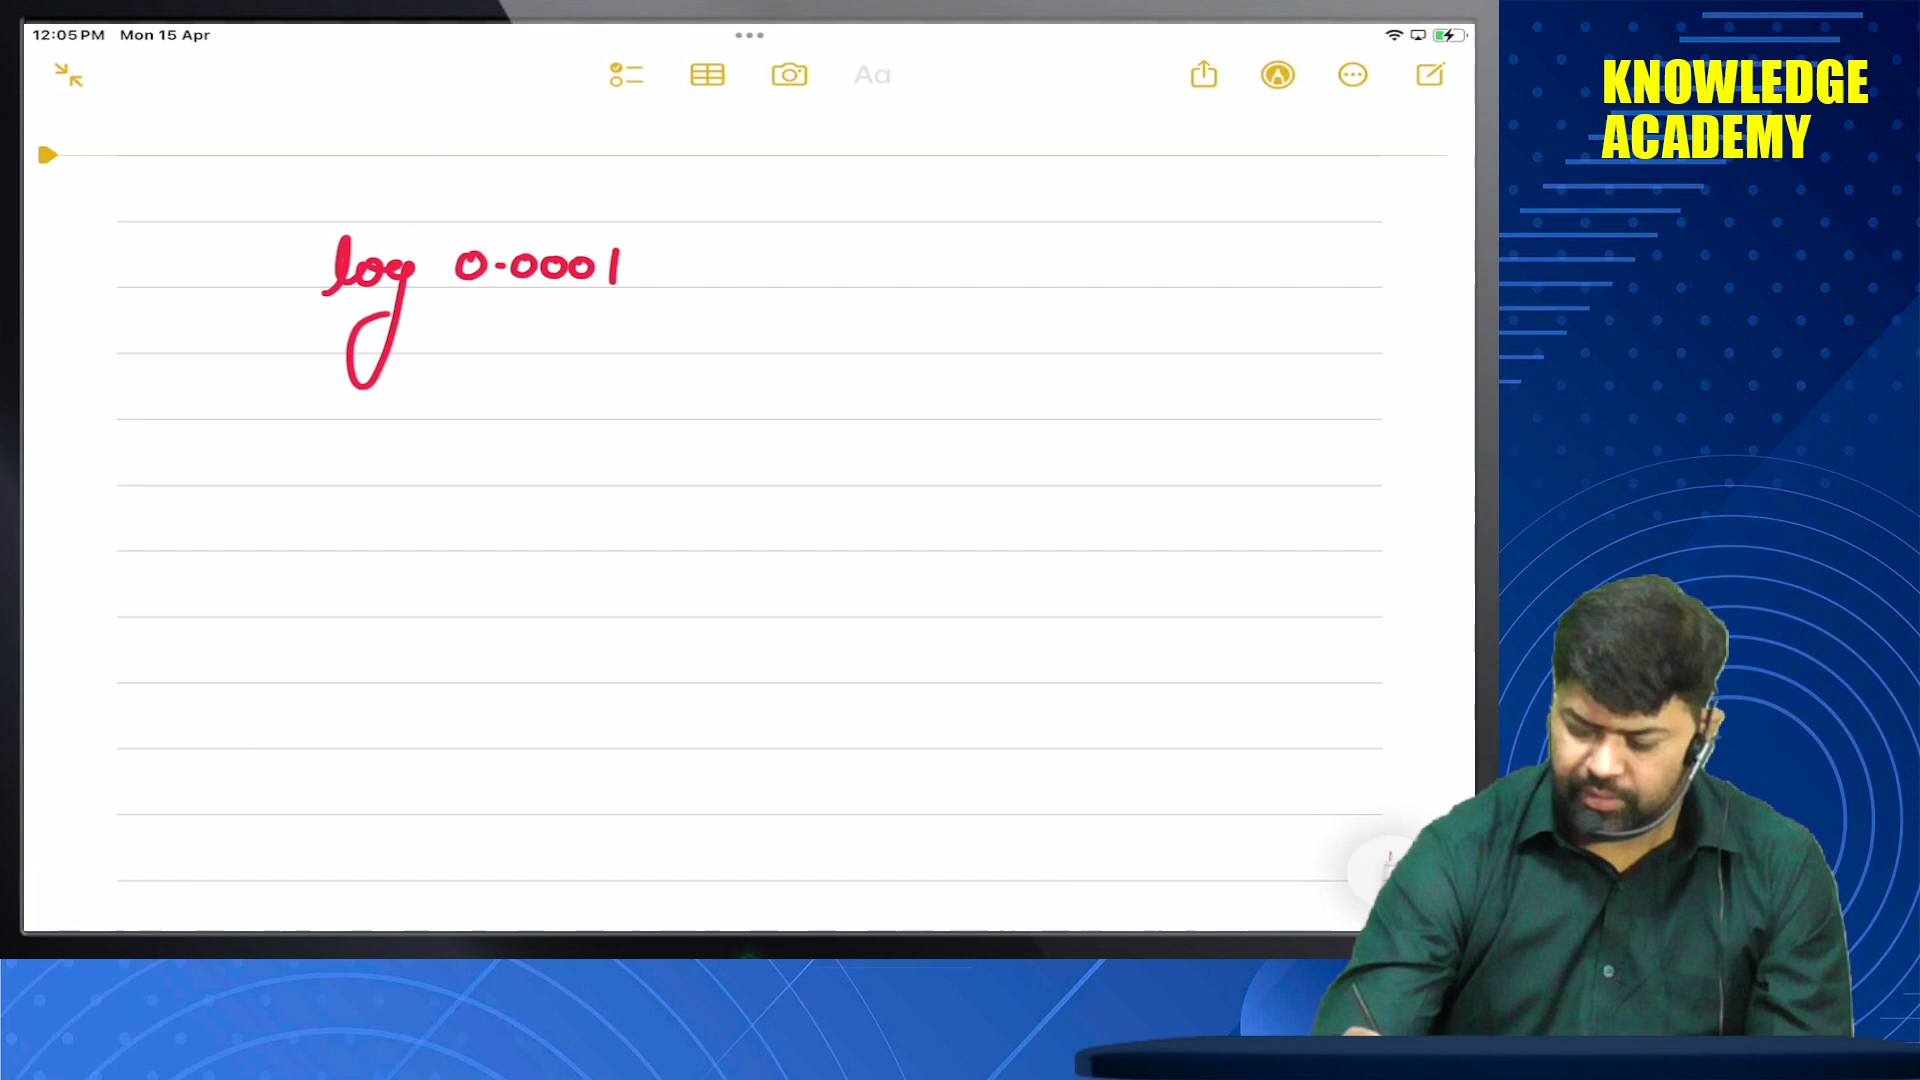 12:05 PM Mon 15 Apr
Aa
KNOWLEDGE
ACADEMY
log 0.0001